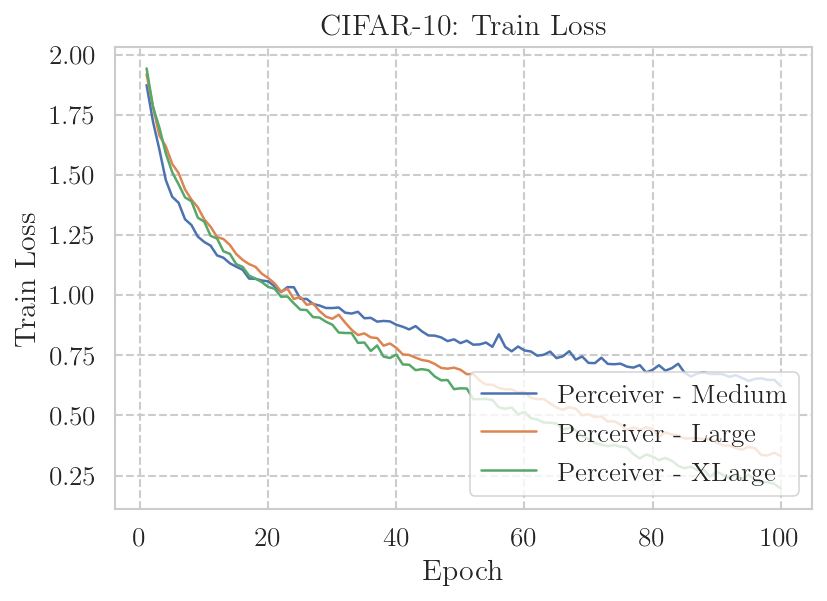 CIFAR-10: Train Loss
2.00
1.75
1.50
1.25
1.00
0.75
0.50
0.25
Train Loss
Perceiver - Medium
Perceiver - Large
Perceiver - XLarge
0 20 40 60 80 100
Epoch